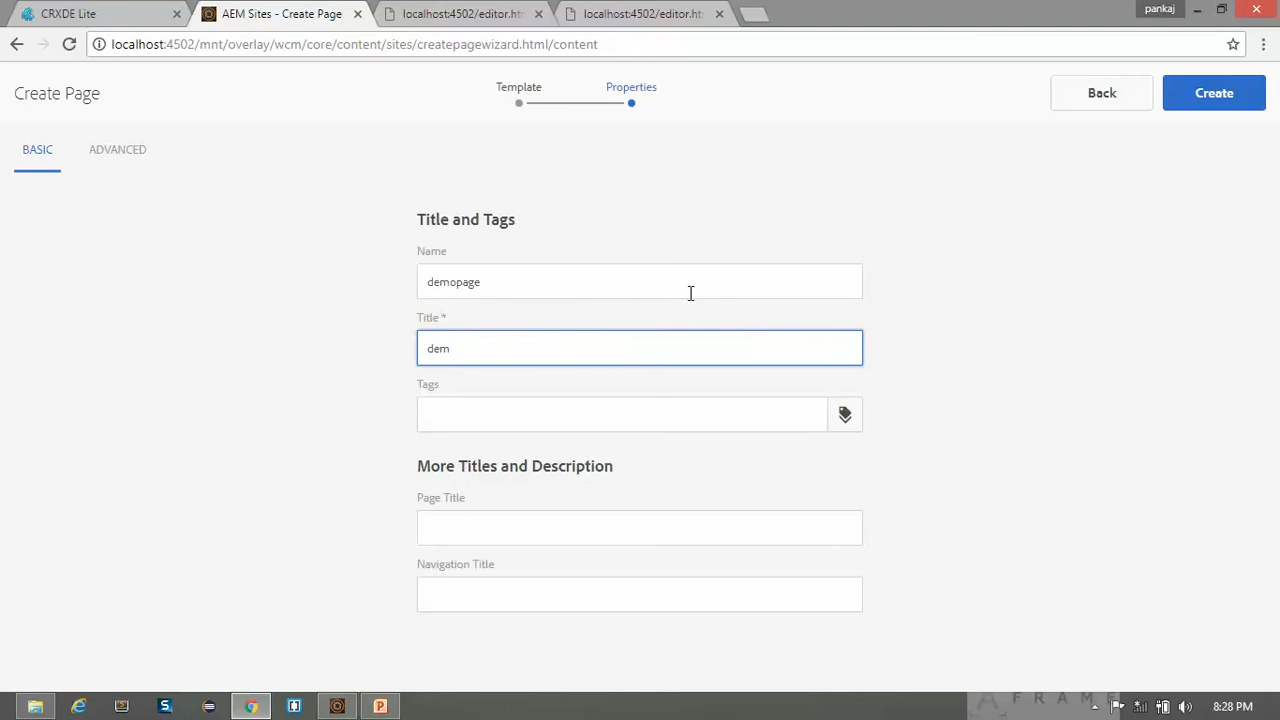 CRXDE Lite
AEM Sites - Create Page
localhost:4502/editor.ht
localhost:4502/editor.ht
pankaj
localhost:4502/mnt/overlay/wcm/core/content/sites/createpagewizard.html/content
Create Page
Template
Properties
Back
Create
BASIC
ADVANCED
Title and Tags
Name
demopage
Title *
dem
Tags
More Titles and Description
Page Title
Navigation Title
A FRAME
8:28 PM